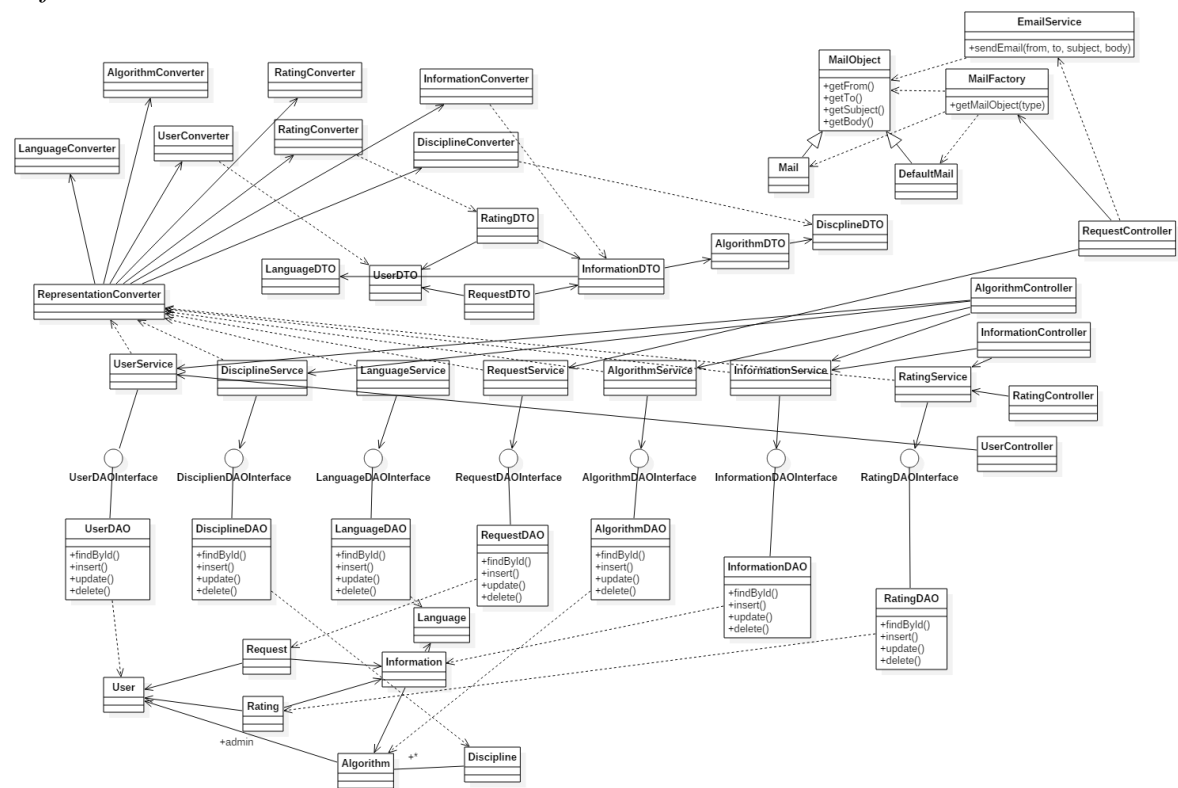 EmailService
+sendEmail(from, to, subject, body)
MailObject
+getFrom()
+getTo()
+getSubject()
+getBody()
MailFactory
+getMailObject(type)
AlgorithmConverter
RatingConverter
InformationConverter
LanguageConverter
UserConverter
RatingConverter
DisciplineConverter
Mail
DefaultMail
RatingDTO
DiscplineDTO
RequestController
AlgorithmDTO
LanguageDTO
UserDTO
InformationDTO
RequestDTO
RepresentationConverter
AlgorithmController
InformationController
UserService
DisciplineServce
LanguageService
RequestService
AlgorithmService
InformationService
RatingService
RatingController
UserController
UserDAOInterface
DisciplienDAOInterface
LanguageDAOInterface
RequestDAOInterface
AlgorithmDAOInterface
InformationDAOInterface
RatingDAOInterface
UserDAO
+findById()
+insert()
+update()
+delete()
DisciplineDAO
+findById()
+insert()
+update()
+delete()
LanguageDAO
+findById()
+insert()
+update()
+delete()
RequestDAO
+findById()
+insert()
+update()
+delete()
AlgorithmDAO
+findById()
+insert()
+update()
+delete()
InformationDAO
+findById()
+insert()
+update()
+delete()
RatingDAO
+findById()
+insert()
+update()
+delete()
Language
Request
Information
User
Rating
+admin
Algorithm
+*
Discipline